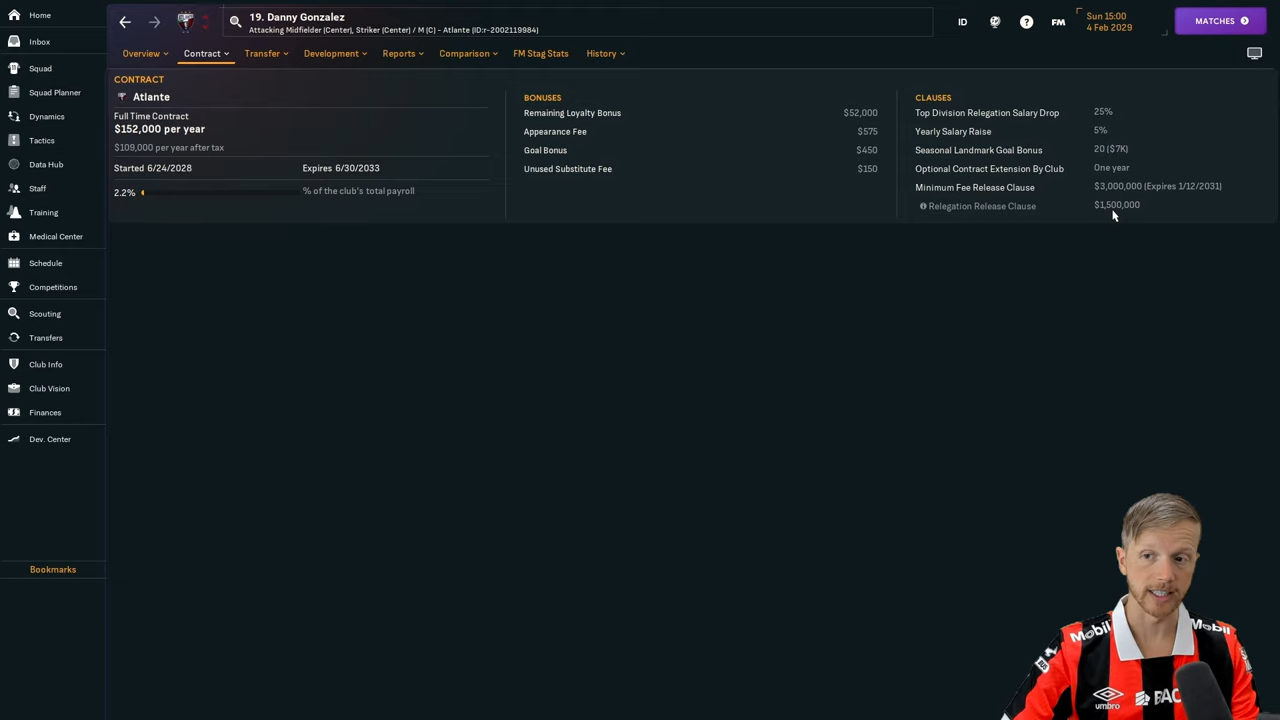 Home
Inbox
Squad
Squad Planner
Dynamics
Tactics
Data Hub
Staff
Training
Medical Center
Schedule
Competitions
Scouting
Transfers
Club Info
Club Vision
Finances
Dev. Center
Bookmarks
19. Danny Gonzalez
Attacking Midfielder (Center), Striker (Center) / M (C) - Atlante (ID:r-2002119984)
ID
?
FM
Sun 15:00
4 Feb 2029
MATCHES
Overview
Contract
Transfer
Development
Reports
Comparison
FM Stag Stats
History
CONTRACT
Atlante
Full Time Contract
$152,000 per year
$109,000 per year after tax
Started 6/24/2028 Expires 6/30/2033
2.2% % of the club's total payroll
BONUSES
Remaining Loyalty Bonus $52,000
Appearance Fee $575
Goal Bonus $450
Unused Substitute Fee $150
CLAUSES
Top Division Relegation Salary Drop 25%
Yearly Salary Raise 5%
Seasonal Landmark Goal Bonus 20 ($7K)
Optional Contract Extension By Club One year
Minimum Fee Release Clause $3,000,000 (Expires 1/12/2031)
Relegation Release Clause $1,500,000
Mobil
Mobil
umbro